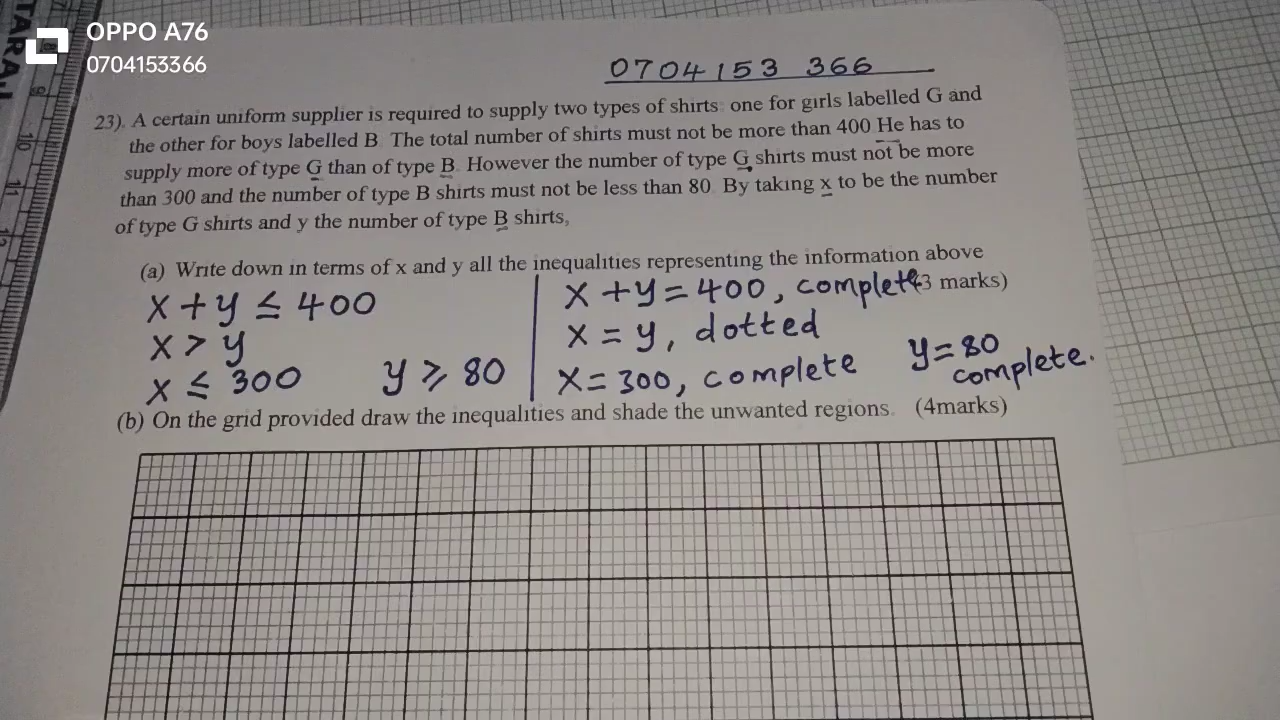 OPPO A76
0704153366
0704153 366
23). A certain uniform supplier is required to supply two types of shirts: one for girls labelled G and
the other for boys labelled B. The total number of shirts must not be more than 400 He has to
supply more of type G than of type B. However the number of type G shirts must not be more
than 300 and the number of type B shirts must not be less than 80. By taking x to be the number
of type G shirts and y the number of type B shirts,
(a) Write down in terms of x and y all the inequalities representing the information above
(3 marks)
x + y ≤ 400
x > y
x ≤ 300 y ≥ 80
x + y = 400, complete
x = y, dotted
x = 300, complete
y = 80
complete.
(b) On the grid provided draw the inequalities and shade the unwanted regions. (4marks)